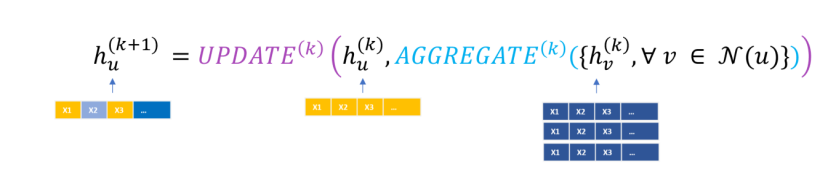 h_u^{(k+1)} = UPDATE^{(k)}(h_u^{(k)}, AGGREGATE^{(k)}({h_v^{(k)}, ∀ v ∈ 𝒩(u)}))
X1 X2 X3 ...
X1 X2 X3 ...
X1 X2 X3 ...
X1 X2 X3 ...
X1 X2 X3 ...